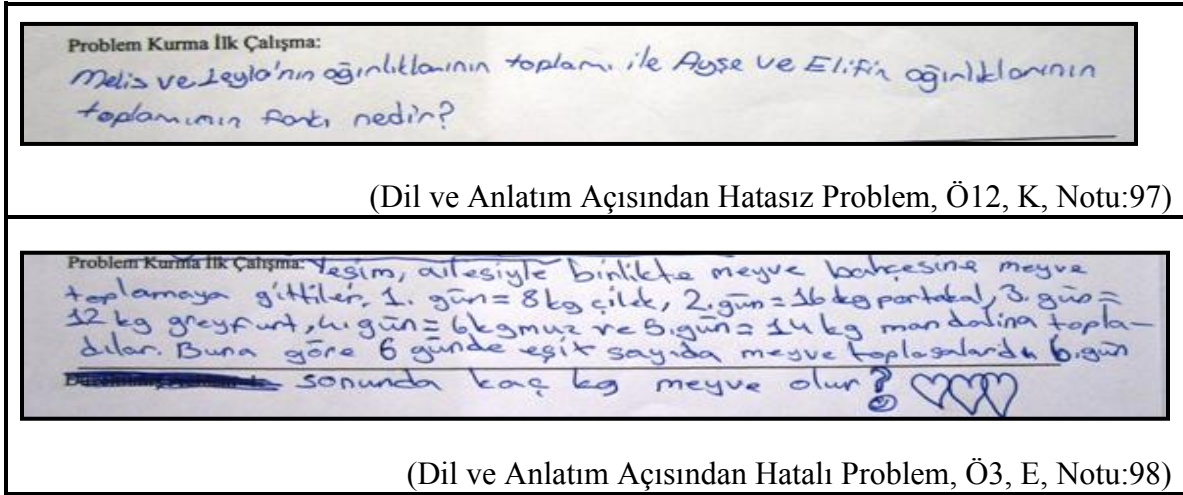 Problem Kurma İlk Çalışma:
Melis ve Leyla'nın ağırlıklarının toplamı ile Ayşe ve Elifin ağırlıklarının
toplamının farkı nedir?
(Dil ve Anlatım Açısından Hatasız Problem, Ö12, K, Notu:97)
Problem Kurma İlk Çalışma: Yeşim, ailesiyle birlikte meyve bahçesine meyve
toplamaya gittiler. 1. gün = 8 kg çilek, 2. gün = 16 kg portakal, 3. gün =
12 kg greyfurt, 4. gün = 6 kg muz ve 5. gün = 14 kg mandalina topla-
dılar. Buna göre 6 günde eşit sayıda meyve toplasalardı 6. gün
sonunda kaç kg meyve olur?
(Dil ve Anlatım Açısından Hatalı Problem, Ö3, E, Notu:98)